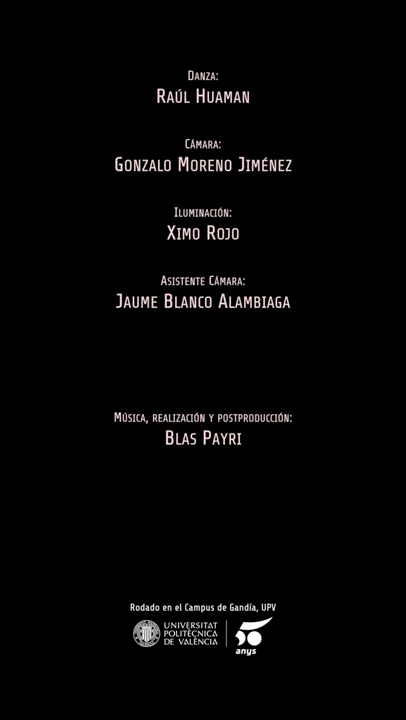 Danza:
Raúl Huaman
Cámara:
Gonzalo Moreno Jiménez
Iluminación:
Ximo Rojo
Asistente Cámara:
Jaume Blanco Alambiaga
Música, realización y postproducción:
Blas Payri
Rodado en el Campus de Gandía, UPV
UNIVERSITAT
POLITÈCNICA
DE VALÈNCIA
50
anys